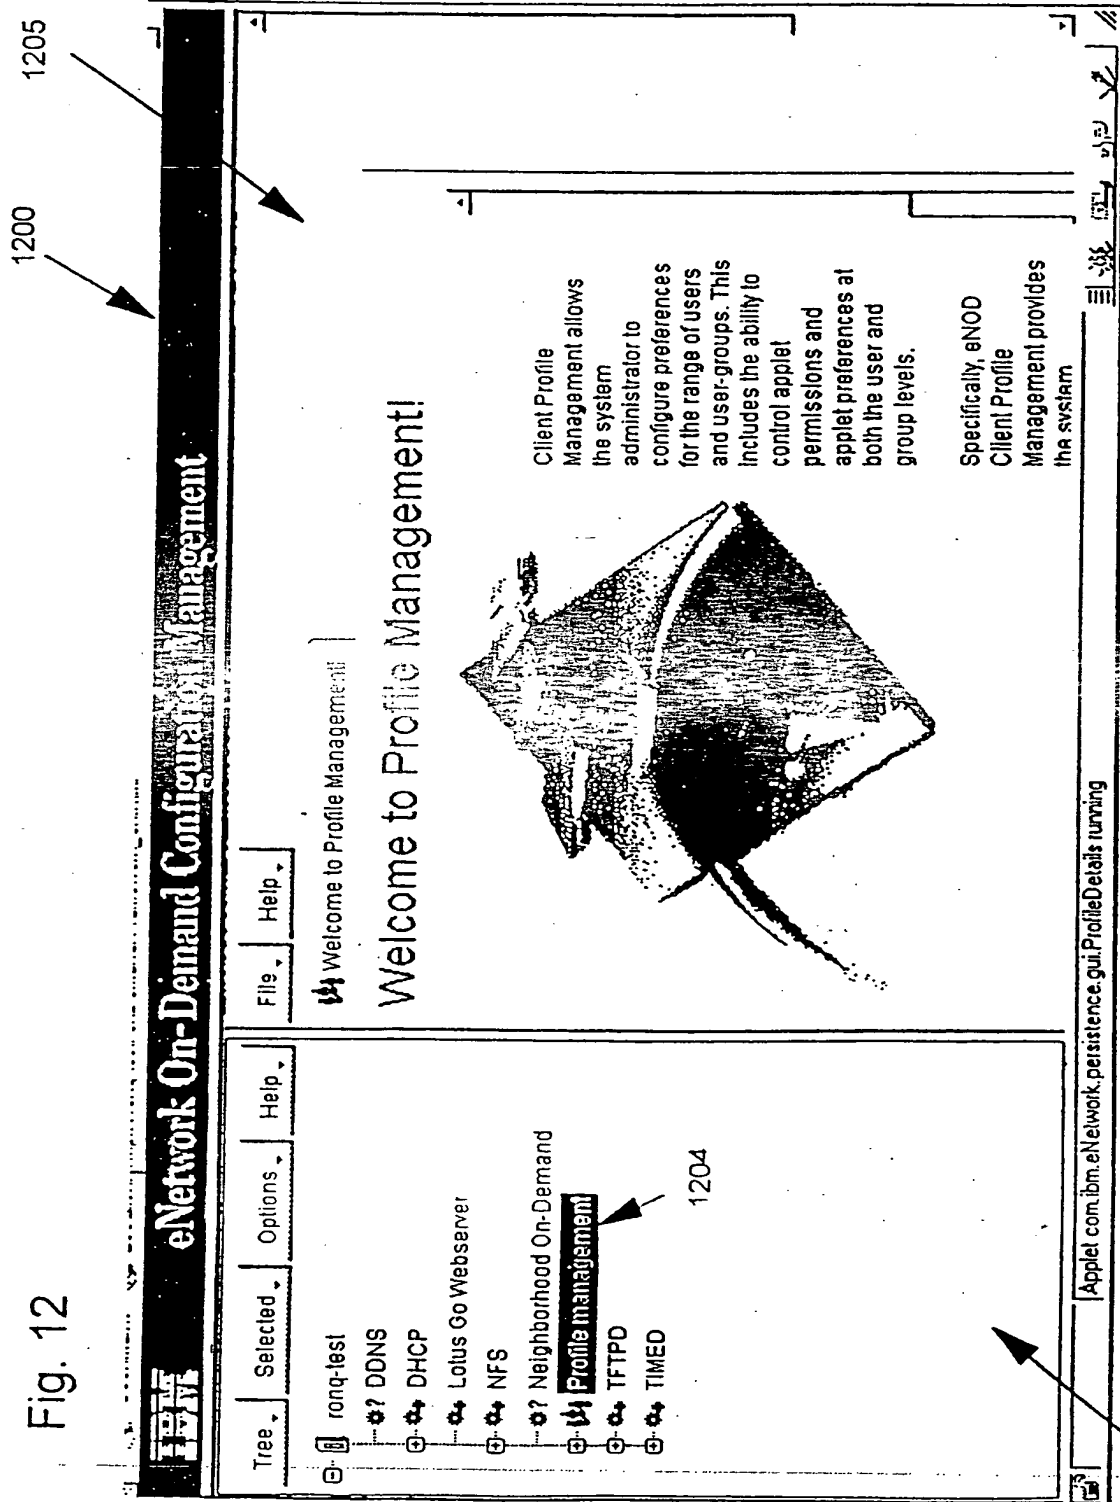 Fig. 12
1200
1205
IBM
eNetwork On-Demand Configuration Management
Tree
Selected
Options
Help
ronq-test
? DDNS
DHCP
Lotus Go Webserver
NFS
? Neighborhood On-Demand
Profile management
TFTPD
TIMED
1204
File
Help
Welcome to Profile Management!
Welcome to Profile Management!
Client Profile
Management allows
the system
administrator to
configure preferences
for the range of users
and user-groups. This
includes the ability to
control applet
permissions and
applet preferences at
both the user and
group levels.
Specifically, eNOD
Client Profile
Management provides
the system
Applet com.ibm.eNetwork.persistence.gui.ProfileDetails running